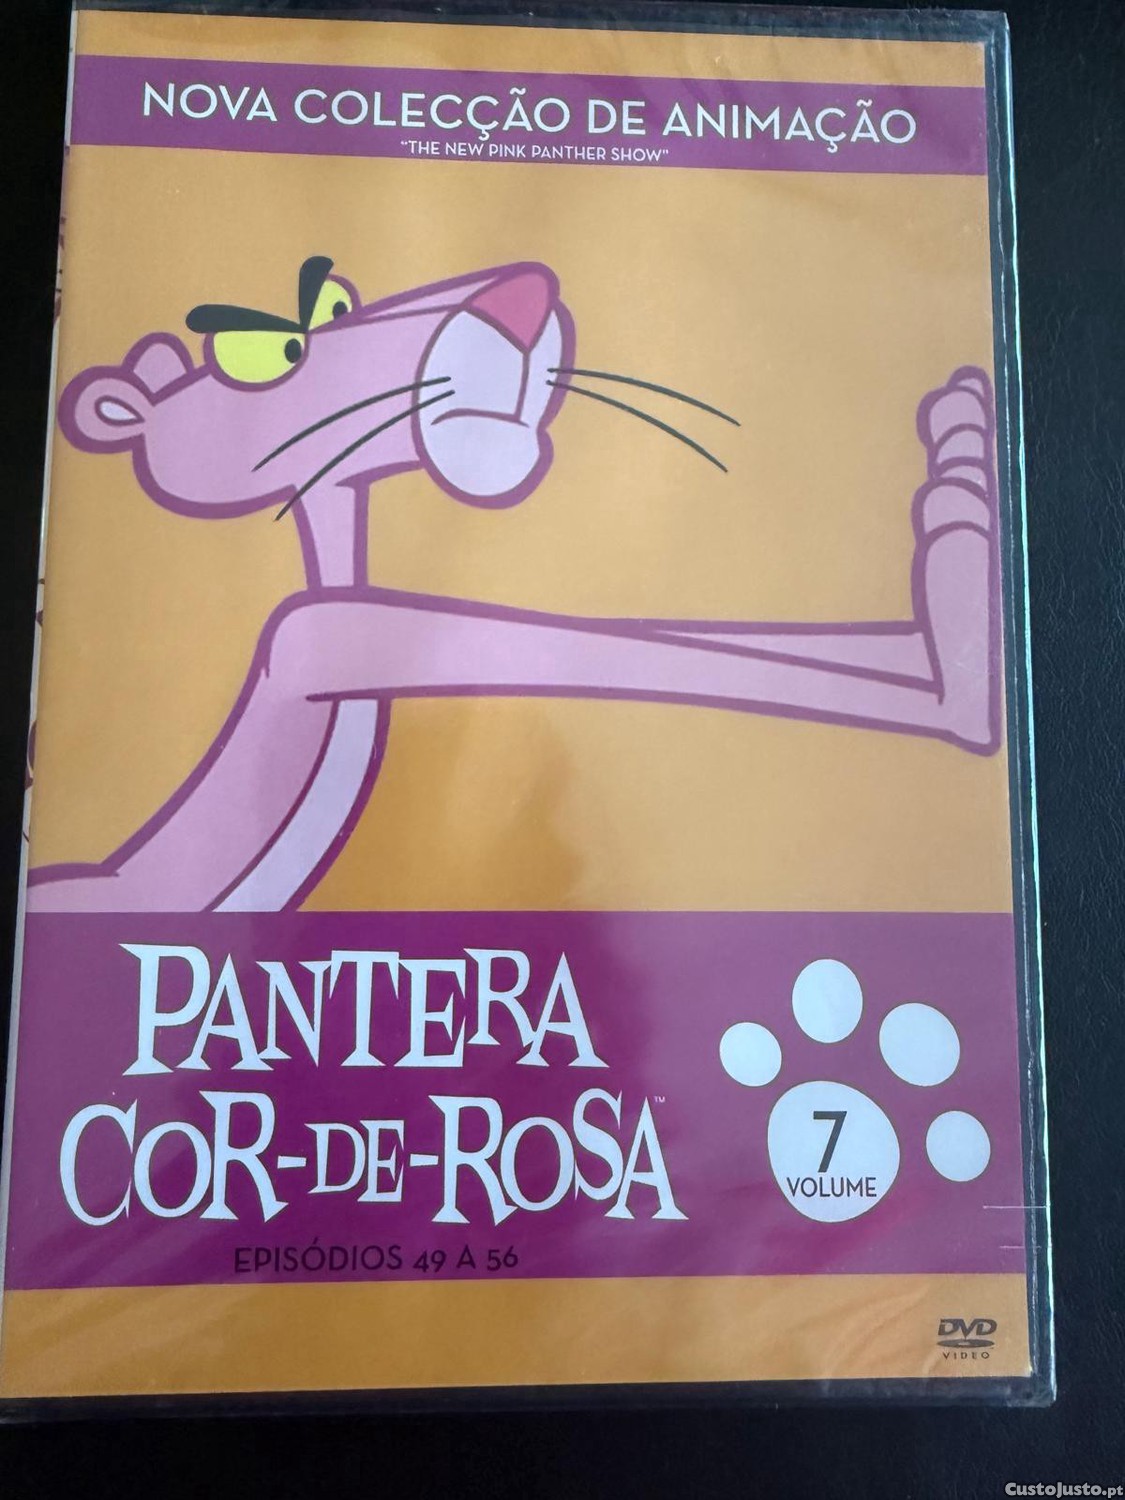 NOVA COLECÇÃO DE ANIMAÇÃO
"THE NEW PINK PANTHER SHOW"
PANTERA
COR-DE-ROSA™
EPISÓDIOS 49 A 56
7
VOLUME
DVD
VIDEO
CustoJusto.pt